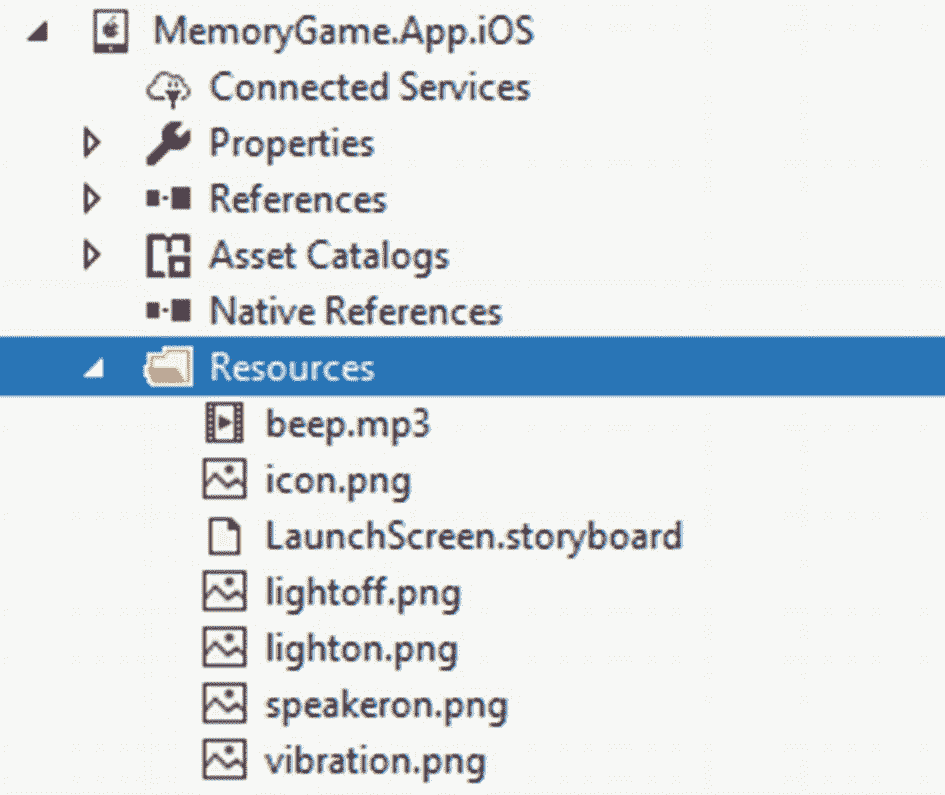 MemoryGame.App.iOS
Connected Services
Properties
References
Asset Catalogs
Native References
Resources
beep.mp3
icon.png
LaunchScreen.storyboard
lightoff.png
lighton.png
speakeron.png
vibration.png